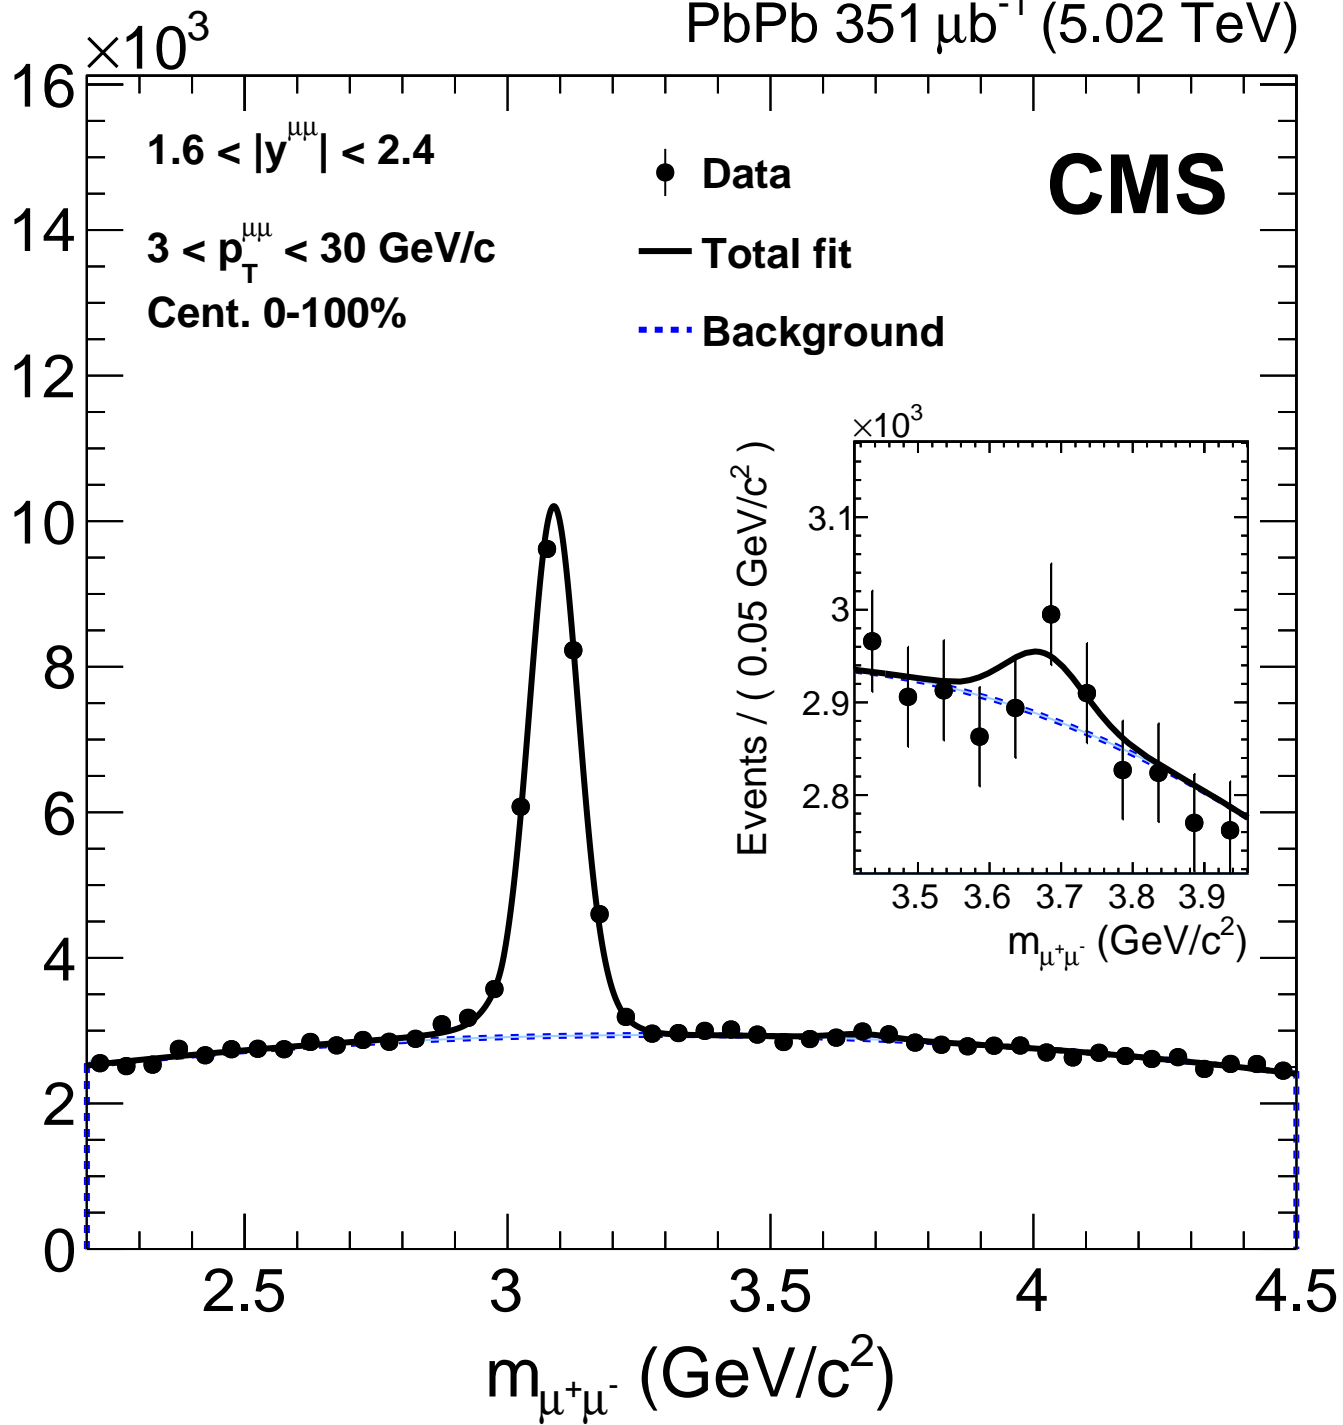 PbPb 351 μb⁻¹ (5.02 TeV)
×10³
16
14
12
10
8
6
4
2
0
1.6 < |y^μμ| < 2.4
3 < p_T^μμ < 30 GeV/c
Cent. 0-100%
Data
Total fit
Background
CMS
×10³
Events / ( 0.05 GeV/c² )
3.1
3
2.9
2.8
3.5 3.6 3.7 3.8 3.9
m_μ⁺μ⁻ (GeV/c²)
2.5 3 3.5 4 4.5
m_μ⁺μ⁻ (GeV/c²)